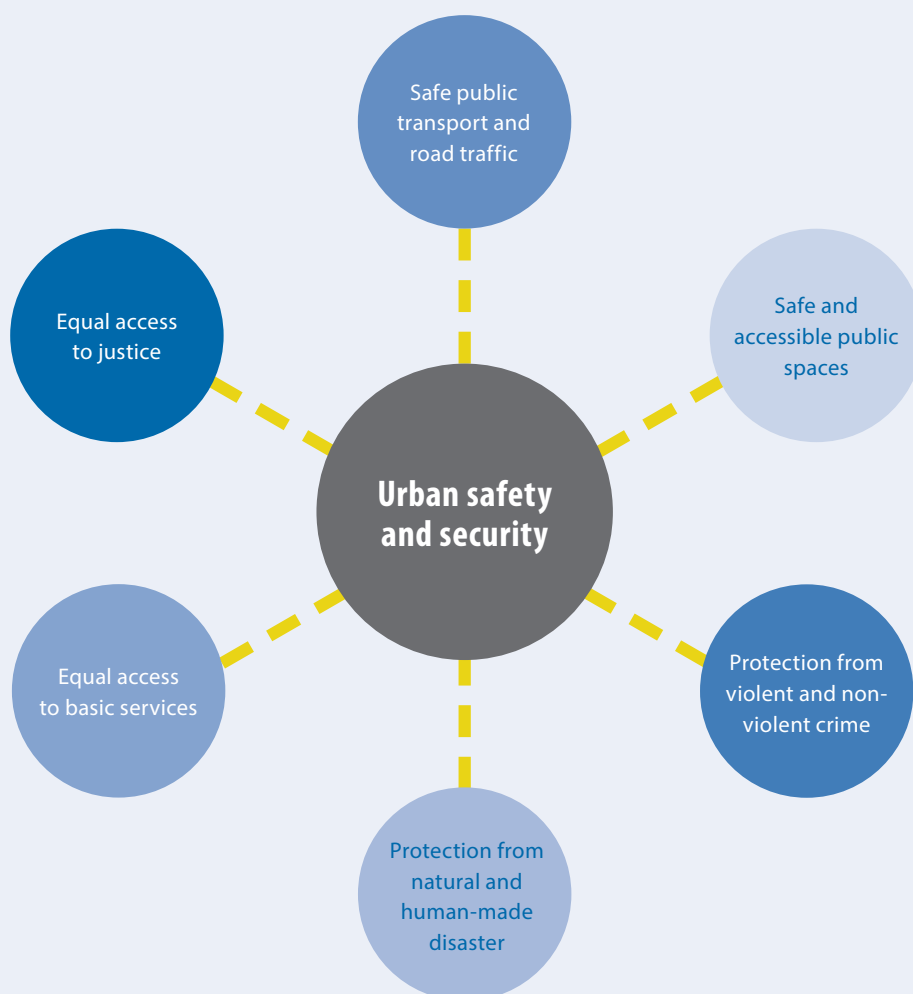 Safe public
transport and
road traffic
Equal access
to justice
Safe and
accessible public
spaces
Urban safety
and security
Equal access
to basic services
Protection from
violent and non-
violent crime
Protection from
natural and
human-made
disaster